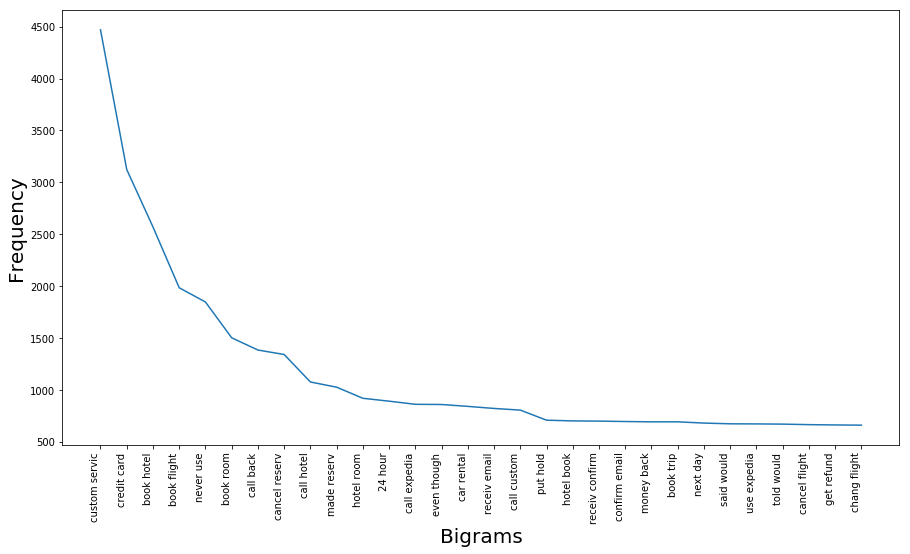 4500
4000
3500
3000
2500
2000
1500
1000
500
Frequency
custom servic
credit card
book hotel
book flight
never use
book room
call back
cancel reserv
call hotel
made reserv
hotel room
24 hour
call expedia
even though
car rental
receiv email
call custom
put hold
hotel book
receiv confirm
confirm email
money back
book trip
next day
said would
use expedia
told would
cancel flight
get refund
chang flight
Bigrams